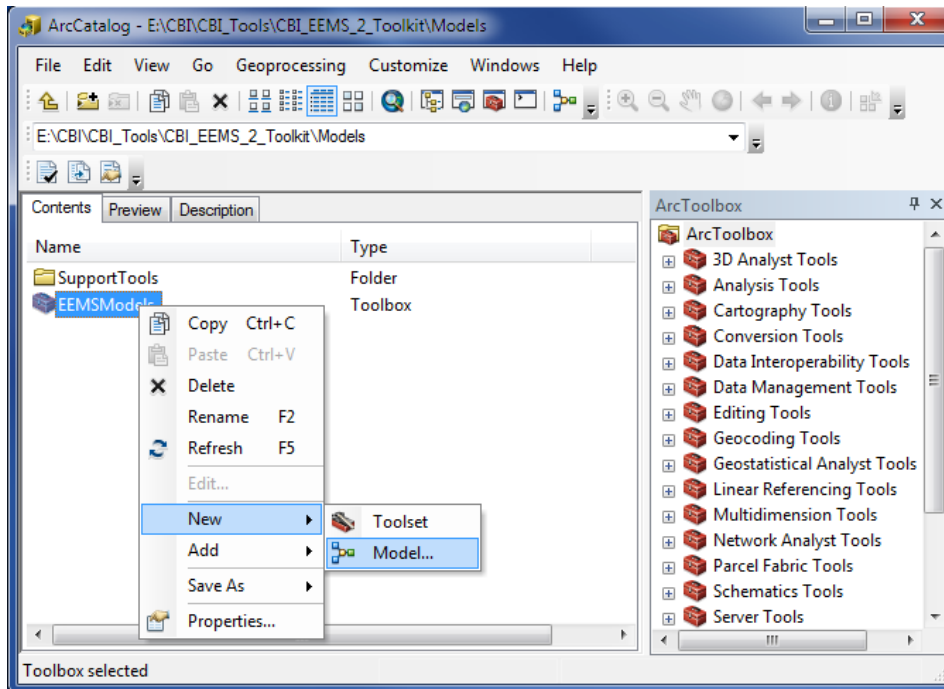 ArcCatalog - E:\CBI\CBI_Tools\CBI_EEMS_2_Toolkit\Models
File Edit View Go Geoprocessing Customize Windows Help
E:\CBI\CBI_Tools\CBI_EEMS_2_Toolkit\Models
Contents Preview Description
Name Type
SupportTools Folder
EEMSModels Toolbox
Copy Ctrl+C
Paste Ctrl+V
Delete
Rename F2
Refresh F5
Edit...
New
Add
Save As
Properties...
Toolset
Model...
ArcToolbox
ArcToolbox
3D Analyst Tools
Analysis Tools
Cartography Tools
Conversion Tools
Data Interoperability Tools
Data Management Tools
Editing Tools
Geocoding Tools
Geostatistical Analyst Tools
Linear Referencing Tools
Multidimension Tools
Network Analyst Tools
Parcel Fabric Tools
Schematics Tools
Server Tools
Toolbox selected